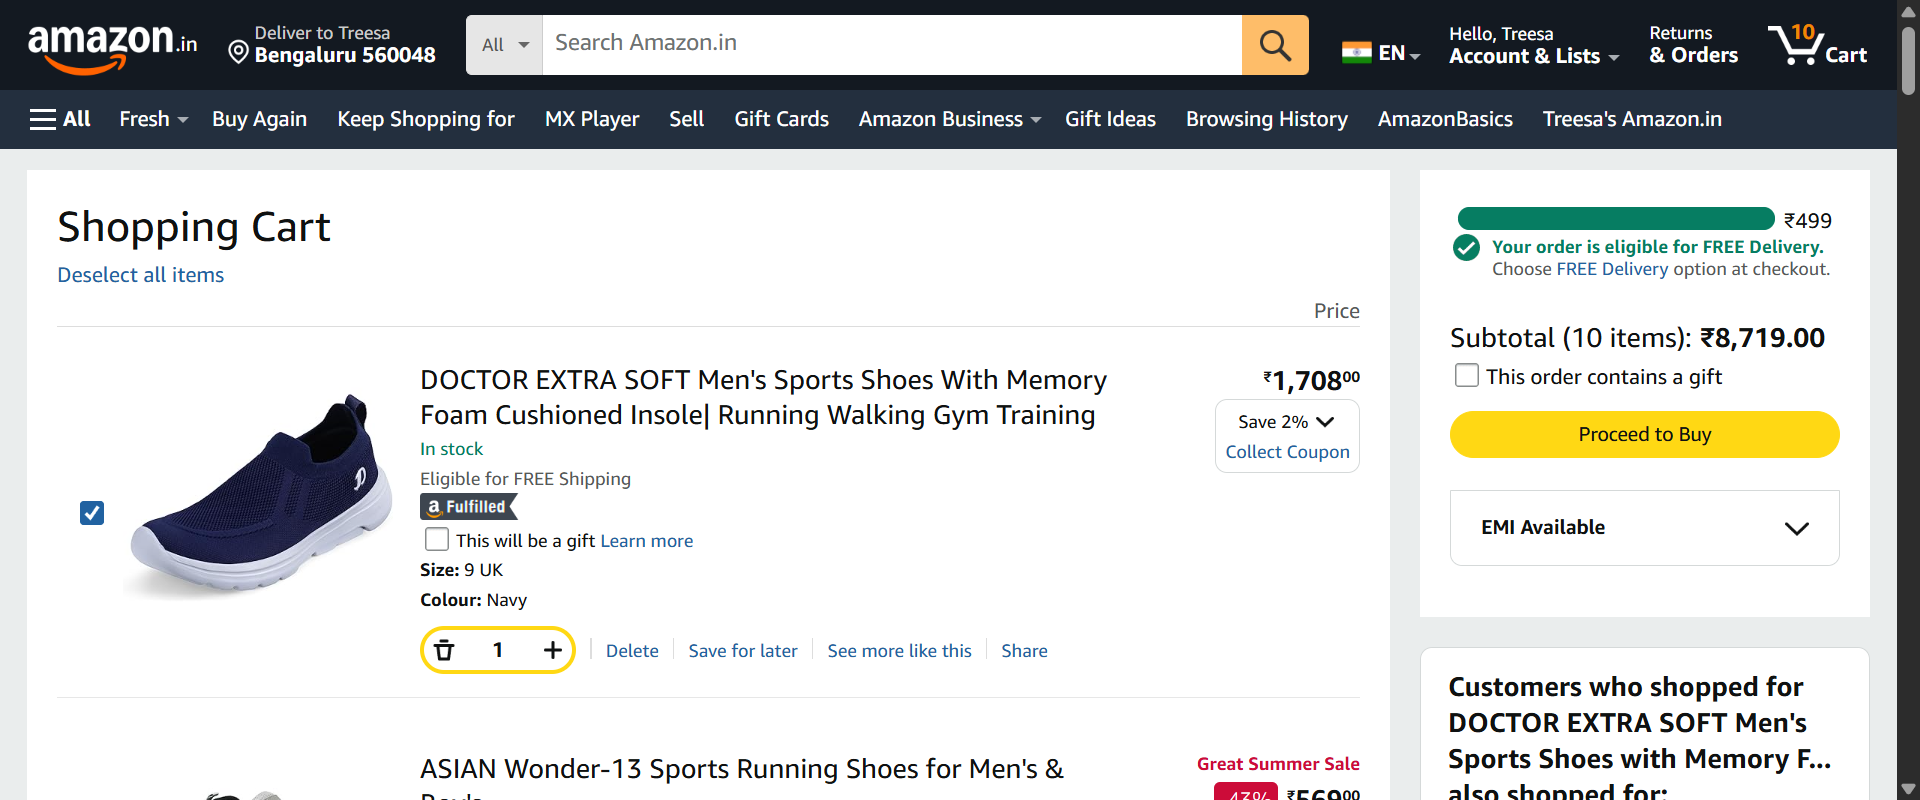 amazon.in
Deliver to Treesa
Bengaluru 560048
All
Search Amazon.in
EN
Hello, Treesa
Account & Lists
Returns
& Orders
10
Cart
All
Fresh
Buy Again
Keep Shopping for
MX Player
Sell
Gift Cards
Amazon Business
Gift Ideas
Browsing History
AmazonBasics
Treesa's Amazon.in
Shopping Cart
Deselect all items
Price
DOCTOR EXTRA SOFT Men's Sports Shoes With Memory
Foam Cushioned Insole| Running Walking Gym Training
₹1,70800
Save 2%
Collect Coupon
In stock
Eligible for FREE Shipping
a Fulfilled
This will be a gift Learn more
Size: 9 UK
Colour: Navy
1
Delete
Save for later
See more like this
Share
ASIAN Wonder-13 Sports Running Shoes for Men's &
Great Summer Sale
₹56900
₹499
Your order is eligible for FREE Delivery.
Choose FREE Delivery option at checkout.
Subtotal (10 items): ₹8,719.00
This order contains a gift
Proceed to Buy
EMI Available
Customers who shopped for
DOCTOR EXTRA SOFT Men's
Sports Shoes with Memory F...
also shopped for: